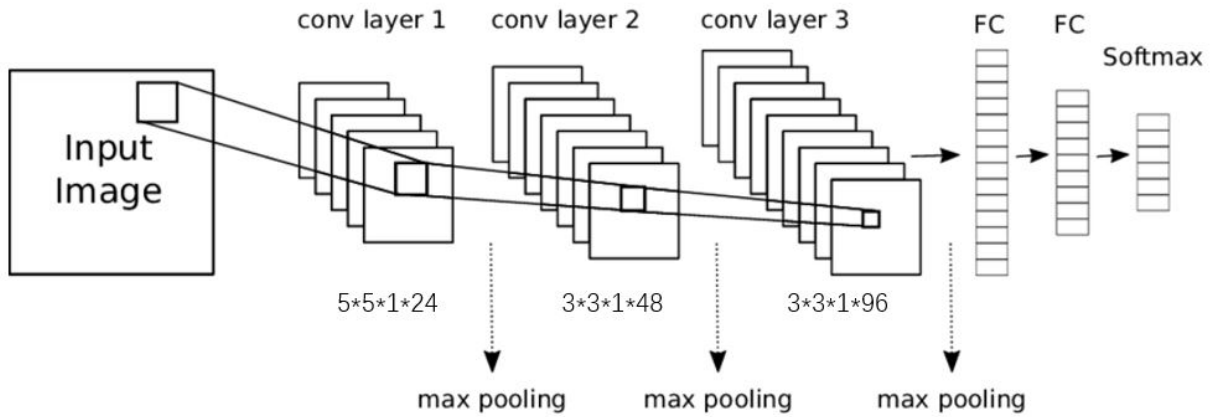 conv layer 1
conv layer 2
conv layer 3
FC
FC
Softmax
Input
Image
5*5*1*24
3*3*1*48
3*3*1*96
max pooling
max pooling
max pooling